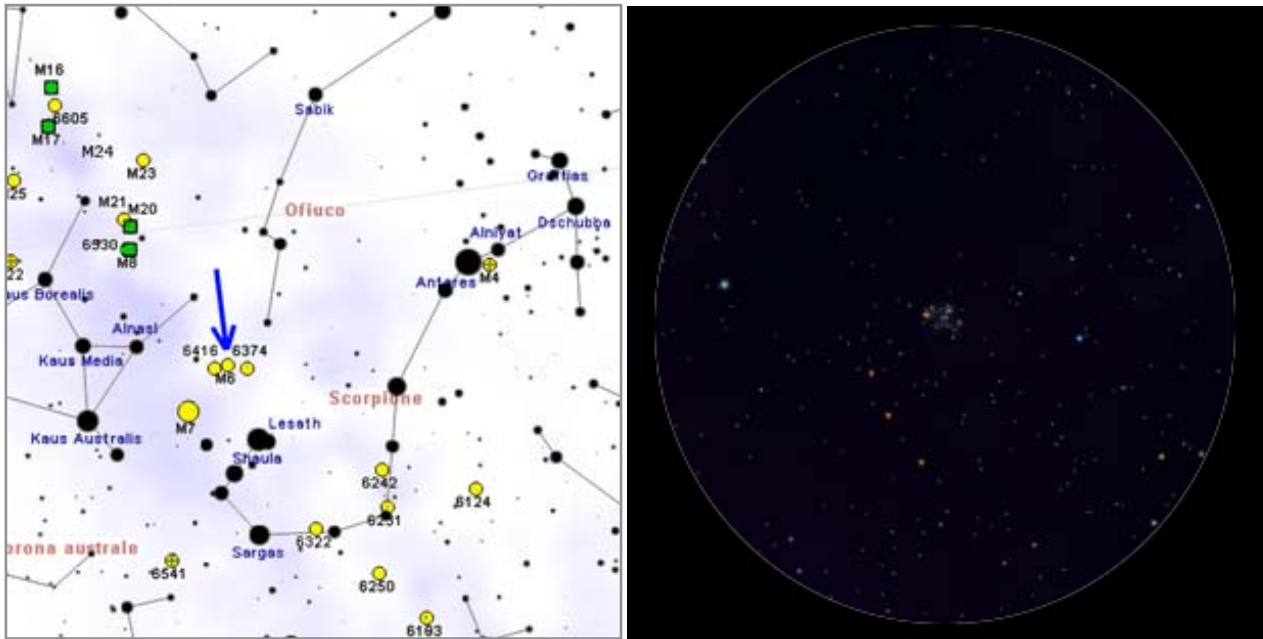 M16
6605
M17
M24
M23
25
M21
M20
6530
M8
22
aus Borealis
Alnasl
Kaus Media
Kaus Australis
Sabik
Ofiuco
Graffias
Dschubba
Alniyat
Antares
M4
6416
6374
M6
M7
Scorpione
Lesath
Shaula
6242
6124
6231
6322
Sargas
orona australe
6541
6250
6193